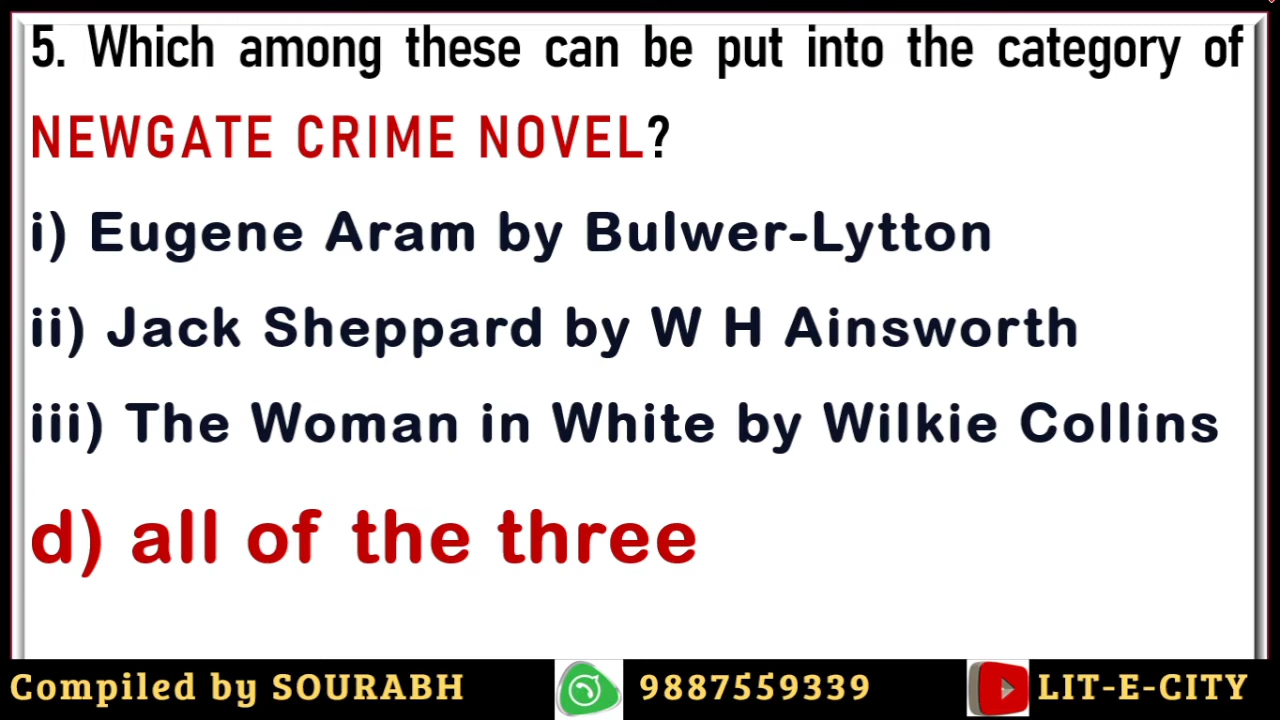 5. Which among these can be put into the category of
NEWGATE CRIME NOVEL?
i) Eugene Aram by Bulwer-Lytton
ii) Jack Sheppard by W H Ainsworth
iii) The Woman in White by Wilkie Collins
d) all of the three
Compiled by SOURABH 9887559339 LIT-E-CITY